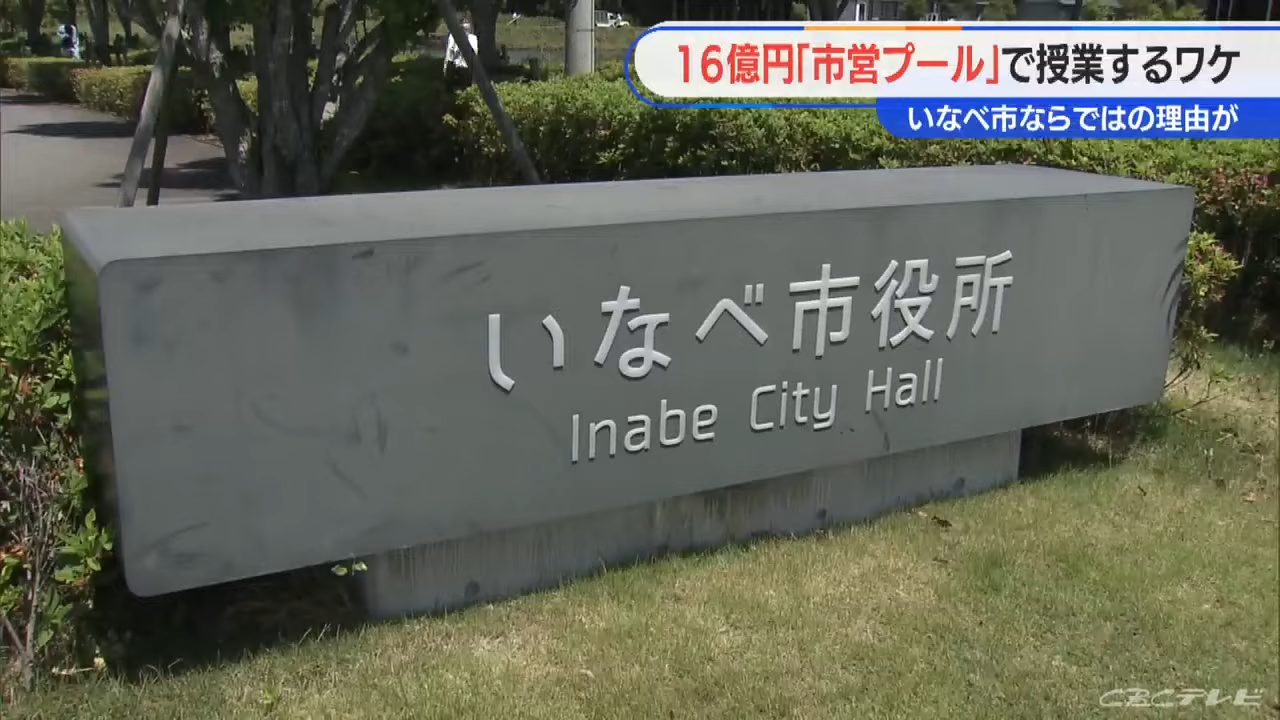 16億円「市営プール」で授業するワケ
いなべ市ならではの理由が
いなべ市役所
Inabe City Hall
CBCテレビ